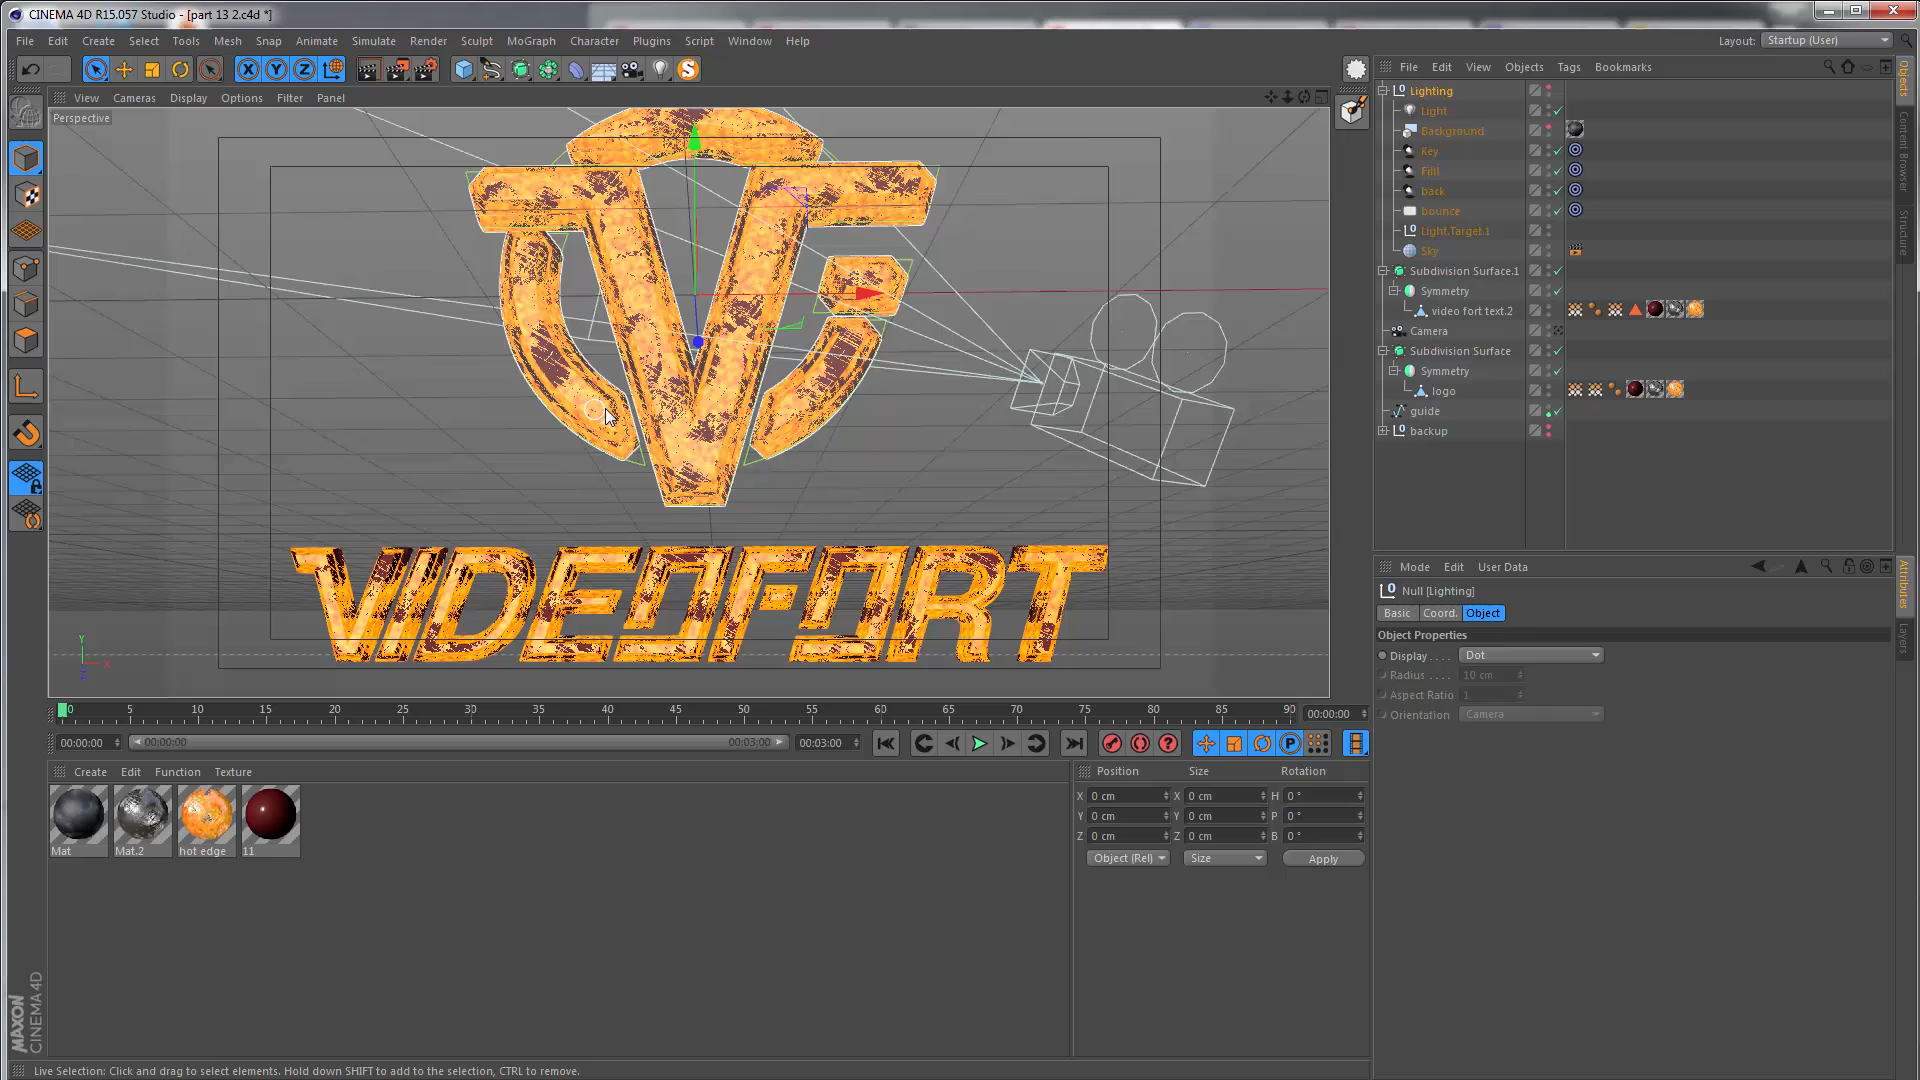 CINEMA 4D R15.057 Studio - [part 13 2.c4d *]
File Edit Create Select Tools Mesh Snap Animate Simulate Render Sculpt MoGraph Character Plugins Script Window Help
Layout: Startup (User)
X Y Z
View Cameras Display Options Filter Panel
Perspective
VIDEOFORT
Y
X
Z
File Edit View Objects Tags Bookmarks
Lighting
Light
Background
Key
Filll
back
bounce
Light.Target.1
Sky
Subdivision Surface.1
Symmetry
video fort text.2
Camera
Subdivision Surface
Symmetry
logo
guide
backup
Objects
Content Browser
Structure
Mode Edit User Data
Null [Lighting]
Basic Coord. Object
Object Properties
Display . . . . Dot
Radius . . . . 10 cm
Aspect Ratio 1
Orientation Camera
Attributes
Layers
0 5 10 15 20 25 30 35 40 45 50 55 60 65 70 75 80 85 90 00:00:00
00:00:00 00:00:00 00:03:00 00:03:00
Create Function Texture
Mat Mat.2 hot edge 11
Position Size Rotation
X 0 cm X 0 cm H 0 °
Y 0 cm Y 0 cm P 0 °
Z 0 cm Z 0 cm B 0 °
Object (Rel) Size Apply
MAXON
CINEMA 4D
Live Selection: Click and drag to select elements. Hold down SHIFT to add to the selection, CTRL to remove.